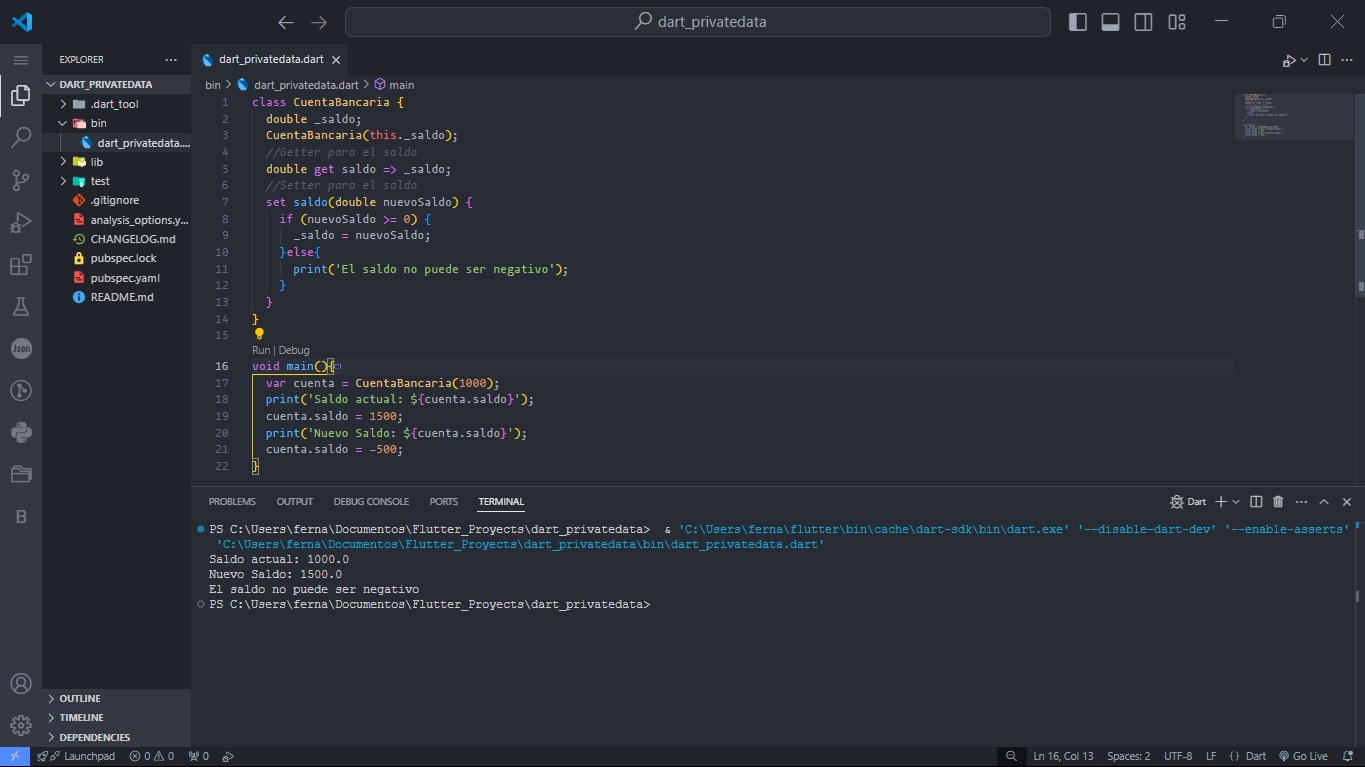 dart_privatedata
EXPLORER
DART_PRIVATEDATA
.dart_tool
bin
dart_privatedata....
lib
test
.gitignore
analysis_options.y...
CHANGELOG.md
pubspec.lock
pubspec.yaml
README.md
OUTLINE
TIMELINE
DEPENDENCIES
Json
B
dart_privatedata.dart
bin > dart_privatedata.dart > main
1 class CuentaBancaria {
2 double _saldo;
3 CuentaBancaria(this._saldo);
4 //Getter para el saldo
5 double get saldo => _saldo;
6 //Setter para el saldo
7 set saldo(double nuevoSaldo) {
8 if (nuevoSaldo >= 0) {
9 _saldo = nuevoSaldo;
10 }else{
11 print('El saldo no puede ser negativo');
12 }
13 }
14 }
15
Run | Debug
16 void main(){
17 var cuenta = CuentaBancaria(1000);
18 print('Saldo actual: ${cuenta.saldo}');
19 cuenta.saldo = 1500;
20 print('Nuevo Saldo: ${cuenta.saldo}');
21 cuenta.saldo = -500;
22 }
PROBLEMS OUTPUT DEBUG CONSOLE PORTS TERMINAL
Dart
PS C:\Users\ferna\Documentos\Flutter_Proyects\dart_privatedata> & 'C:\Users\ferna\flutter\bin\cache\dart-sdk\bin\dart.exe' '--disable-dart-dev' '--enable-asserts'
'C:\Users\ferna\Documentos\Flutter_Proyects\dart_privatedata\bin\dart_privatedata.dart'
Saldo actual: 1000.0
Nuevo Saldo: 1500.0
El saldo no puede ser negativo
PS C:\Users\ferna\Documentos\Flutter_Proyects\dart_privatedata>
Launchpad 0 0 0 Ln 16, Col 13 Spaces: 2 UTF-8 LF {} Dart Go Live